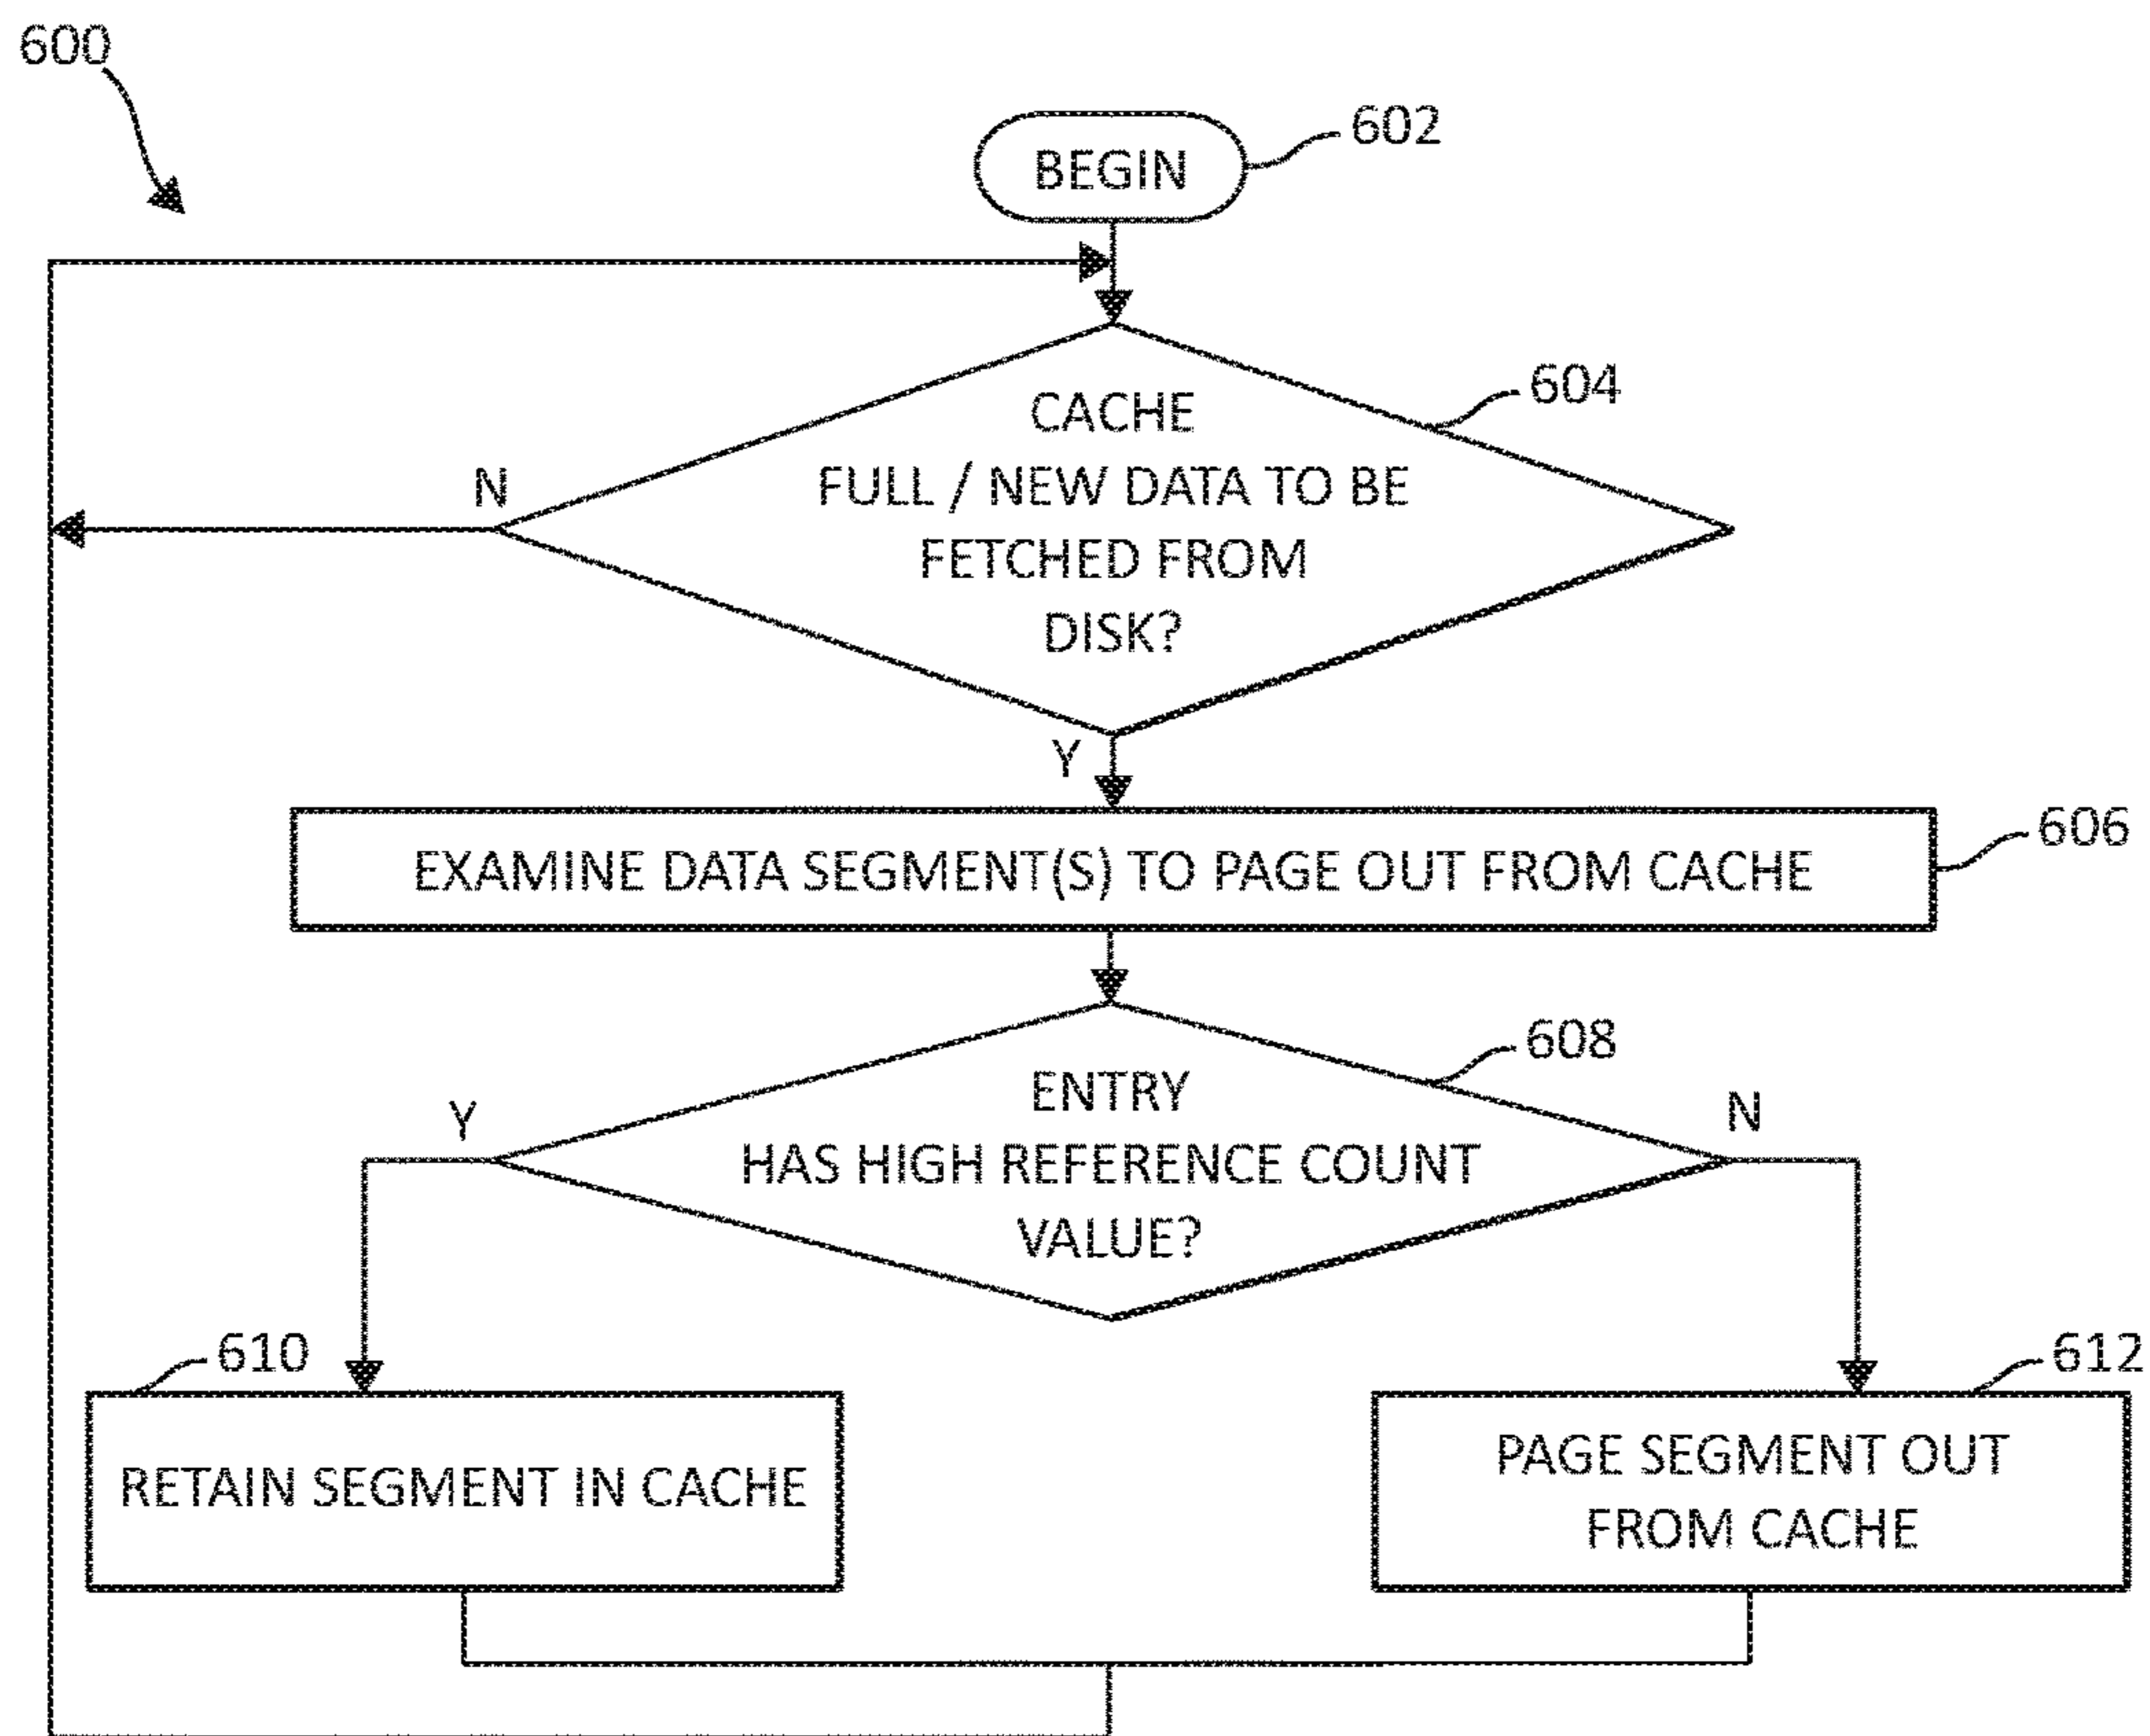 600
BEGIN
602
CACHE
FULL / NEW DATA TO BE
FETCHED FROM
DISK?
604
N
Y
EXAMINE DATA SEGMENT(S) TO PAGE OUT FROM CACHE
606
ENTRY
HAS HIGH REFERENCE COUNT
VALUE?
608
Y
N
610
RETAIN SEGMENT IN CACHE
612
PAGE SEGMENT OUT
FROM CACHE